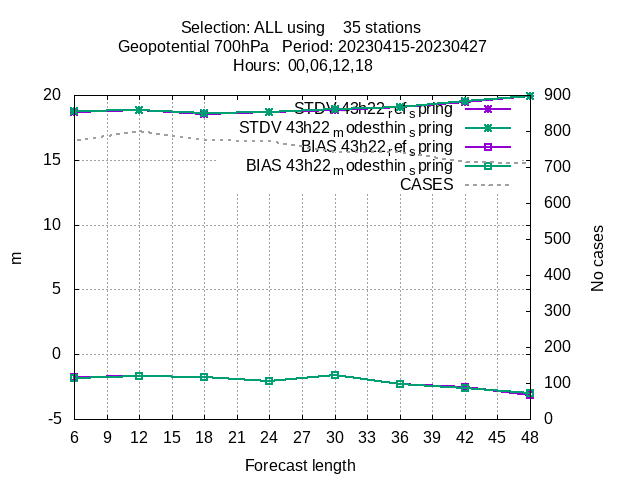 Selection: ALL using    35 stations
Geopotential 700hPa   Period: 20230415-20230427
Hours:  00,06,12,18
STDV 43h22_ref_spring
STDV 43h22_modesthin_spring
BIAS 43h22_ref_spring
BIAS 43h22_modesthin_spring
CASES
20
15
10
5
0
-5
m
900
800
700
600
500
400
300
200
100
0
No cases
6 9 12 15 18 21 24 27 30 33 36 39 42 45 48
Forecast length